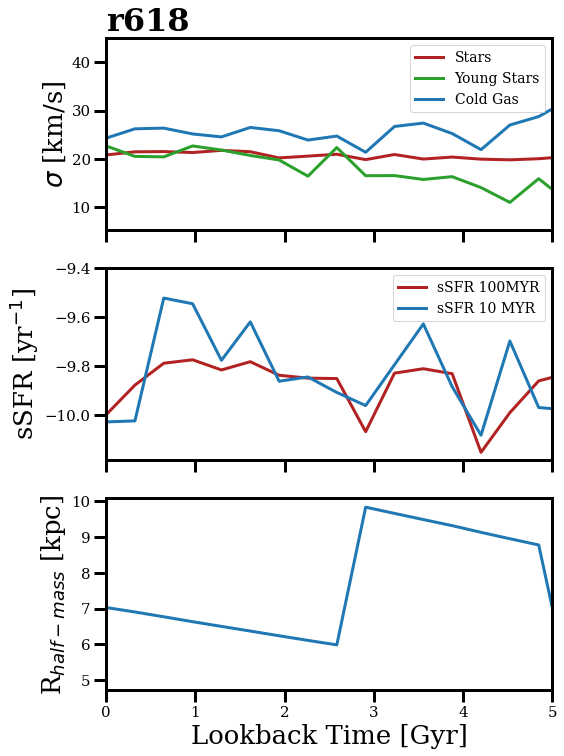 r618
σ [km/s]
40
30
20
10
Stars
Young Stars
Cold Gas
sSFR [yr⁻¹]
−9.4
−9.6
−9.8
−10.0
sSFR 100MYR
sSFR 10 MYR
R_half−mass [kpc]
10
9
8
7
6
5
0 1 2 3 4 5
Lookback Time [Gyr]